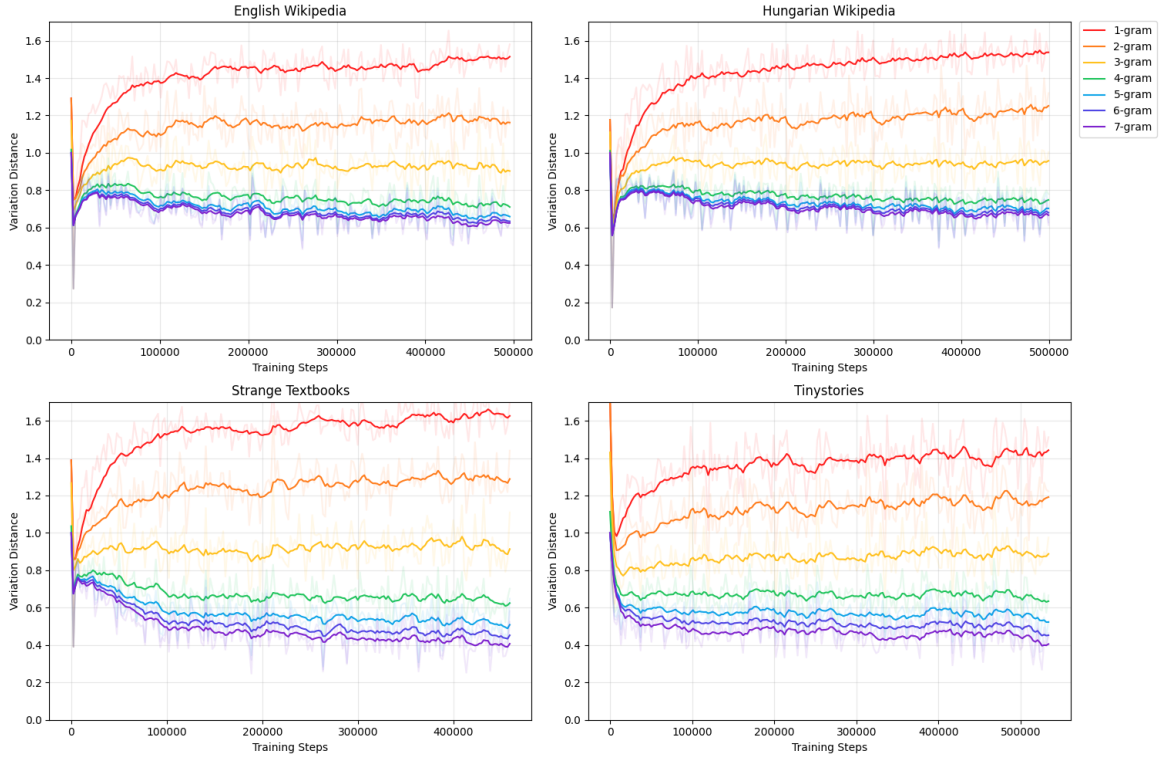 English Wikipedia
Variation Distance
1.6
1.4
1.2
1.0
0.8
0.6
0.4
0.2
0.0
0 100000 200000 300000 400000 500000
Training Steps
Hungarian Wikipedia
Variation Distance
1.6
1.4
1.2
1.0
0.8
0.6
0.4
0.2
0.0
0 100000 200000 300000 400000 500000
Training Steps
1-gram
2-gram
3-gram
4-gram
5-gram
6-gram
7-gram
Strange Textbooks
Variation Distance
1.6
1.4
1.2
1.0
0.8
0.6
0.4
0.2
0.0
0 100000 200000 300000 400000
Training Steps
Tinystories
Variation Distance
1.6
1.4
1.2
1.0
0.8
0.6
0.4
0.2
0.0
0 100000 200000 300000 400000 500000
Training Steps